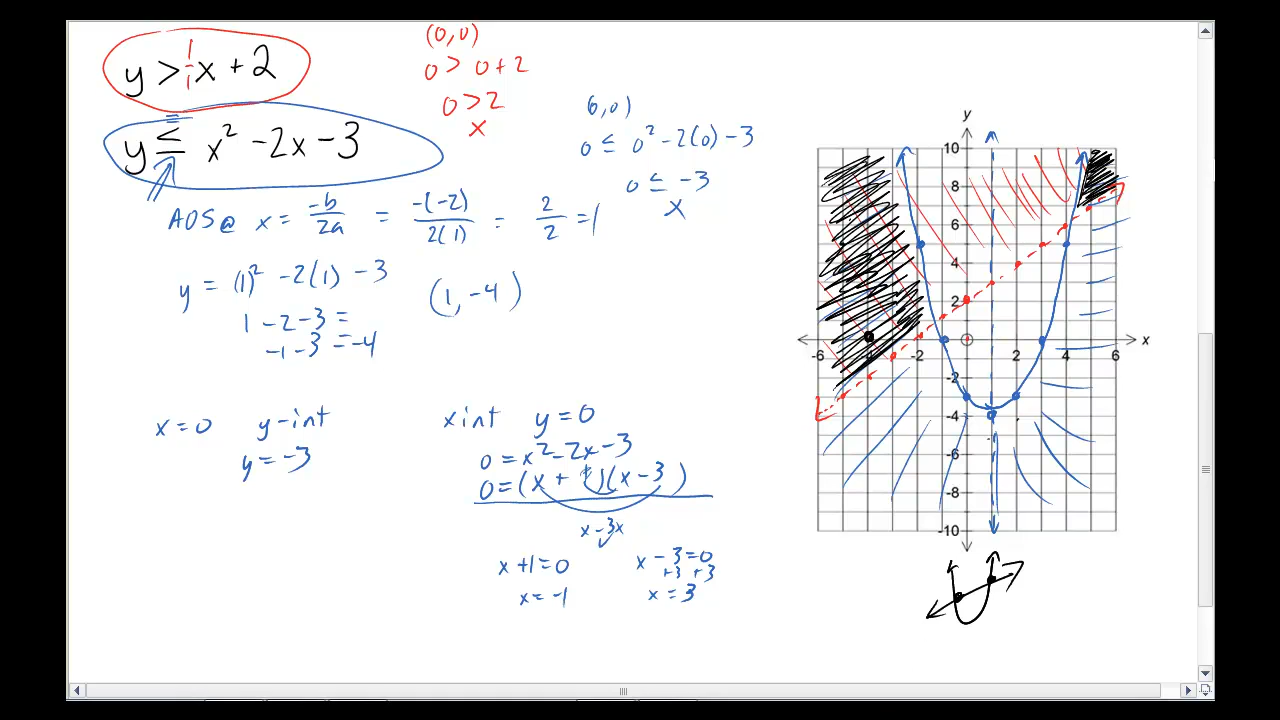 y > 1/1 x + 2
y ≤ x² - 2x - 3
(0,0)
0 > 0 + 2
0 > 2
x
6,0)
0 ≤ 0² - 2(0) - 3
0 ≤ -3
x
AOS@ x = -b/2a = -(-2)/2(1) = 2/2 = 1
y = (1)² - 2(1) - 3
1 - 2 - 3 =
-1 - 3 = -4
(1, -4)
x = 0 y-int
y = -3
x int y = 0
0 = x² - 2x - 3
0 = (x + 1)(x - 3)
x - 3x
x + 1 = 0
x = -1
x - 3 = 0
+3 +3
x = 3
y
10
8
6
4
2
-6 -2 2 4 6 x
-2
-4
-6
-8
-10